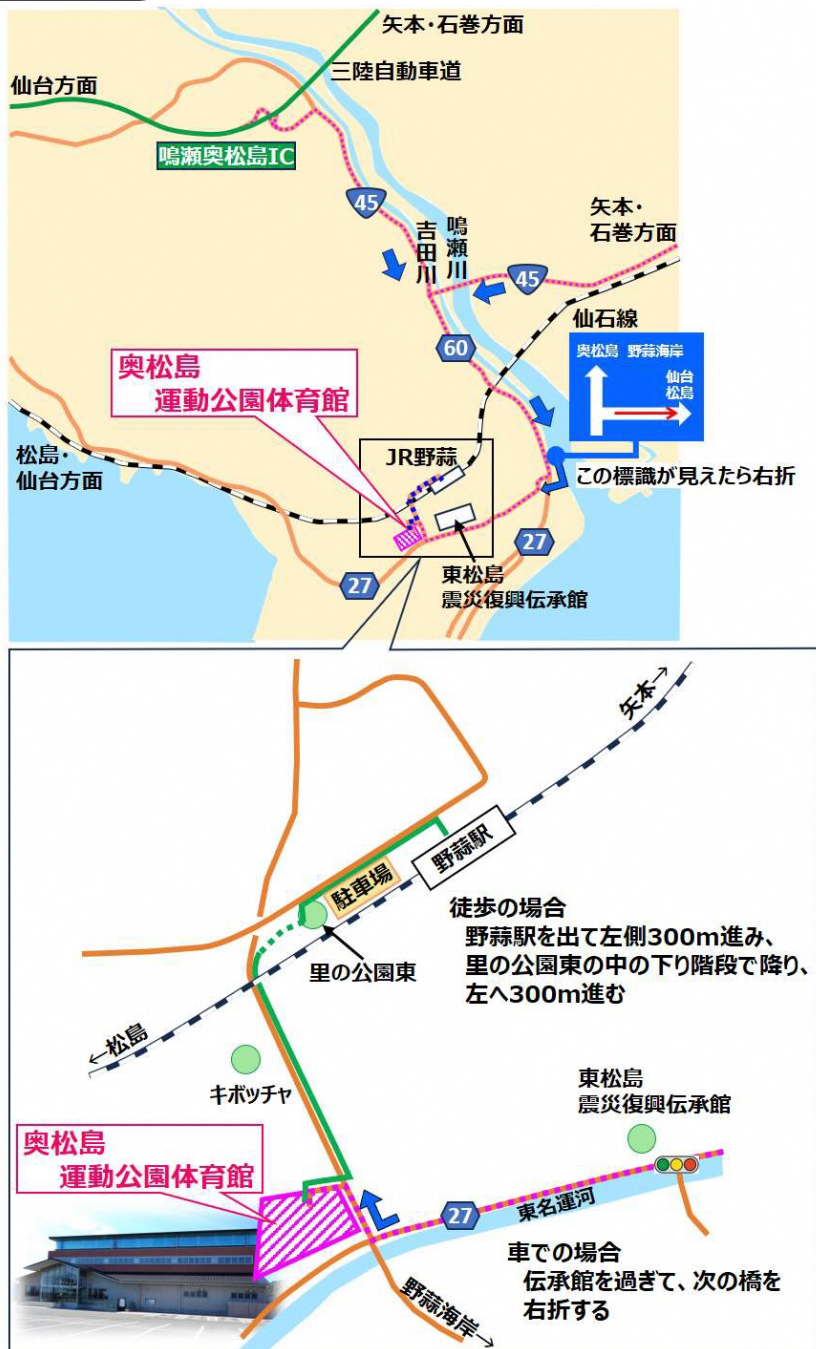 矢本・石巻方面
三陸自動車道
仙台方面
鳴瀬奥松島IC
45
矢本・
石巻方面
鳴瀬川
吉田川
45
仙石線
60
奥松島 野蒜海岸
仙台
松島
奥松島
運動公園体育館
JR野蒜
松島・
仙台方面
この標識が見えたら右折
27
東松島
震災復興伝承館
27
矢本→
野蒜駅
駐車場
徒歩の場合
野蒜駅を出て左側300m進み、
里の公園東の中の下り階段で降り、
左へ300m進む
里の公園東
←松島
キボッチャ
東松島
震災復興伝承館
奥松島
運動公園体育館
27
東名運河
車での場合
伝承館を過ぎて、次の橋を
右折する
野蒜海岸→